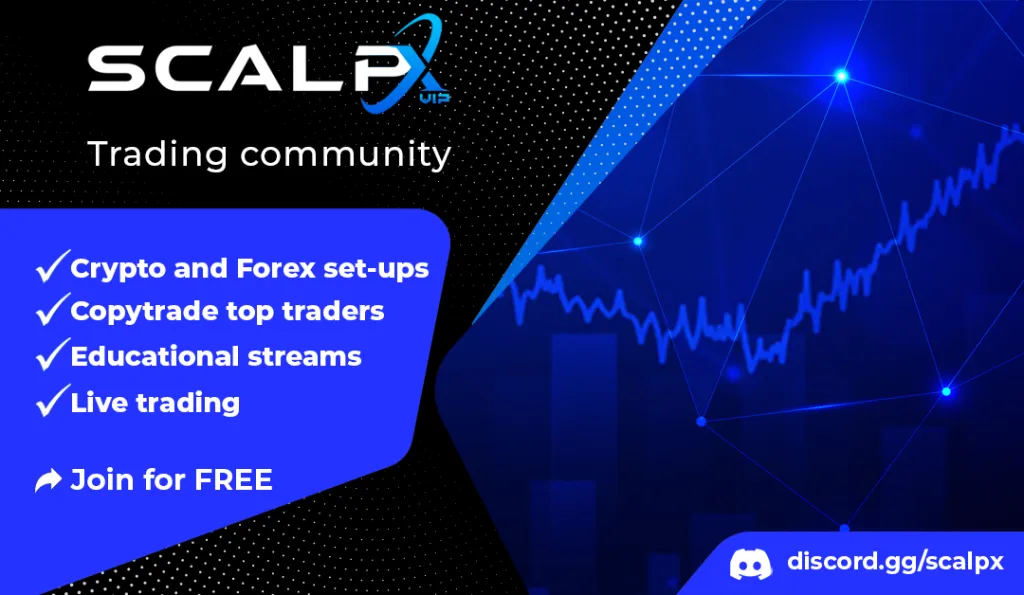 SCALPX
VIP
Trading community
Crypto and Forex set-ups
Copytrade top traders
Educational streams
Live trading
Join for FREE
discord.gg/scalpx